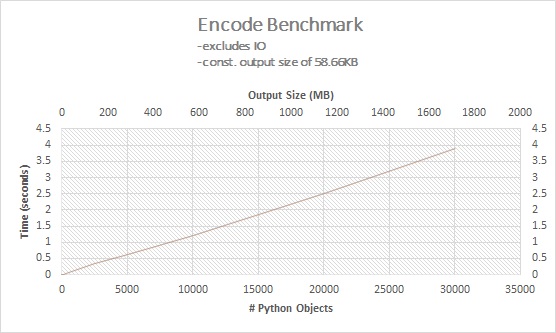 Encode Benchmark
-excludes IO
-const. output size of 58.66KB
Output Size (MB)
0 200 400 600 800 1000 1200 1400 1600 1800 2000
4.5 4.5
4 4
3.5 3.5
3 3
2.5 2.5
2 2
1.5 1.5
1 1
0.5 0.5
0 0
Time (seconds)
0 5000 10000 15000 20000 25000 30000 35000
# Python Objects